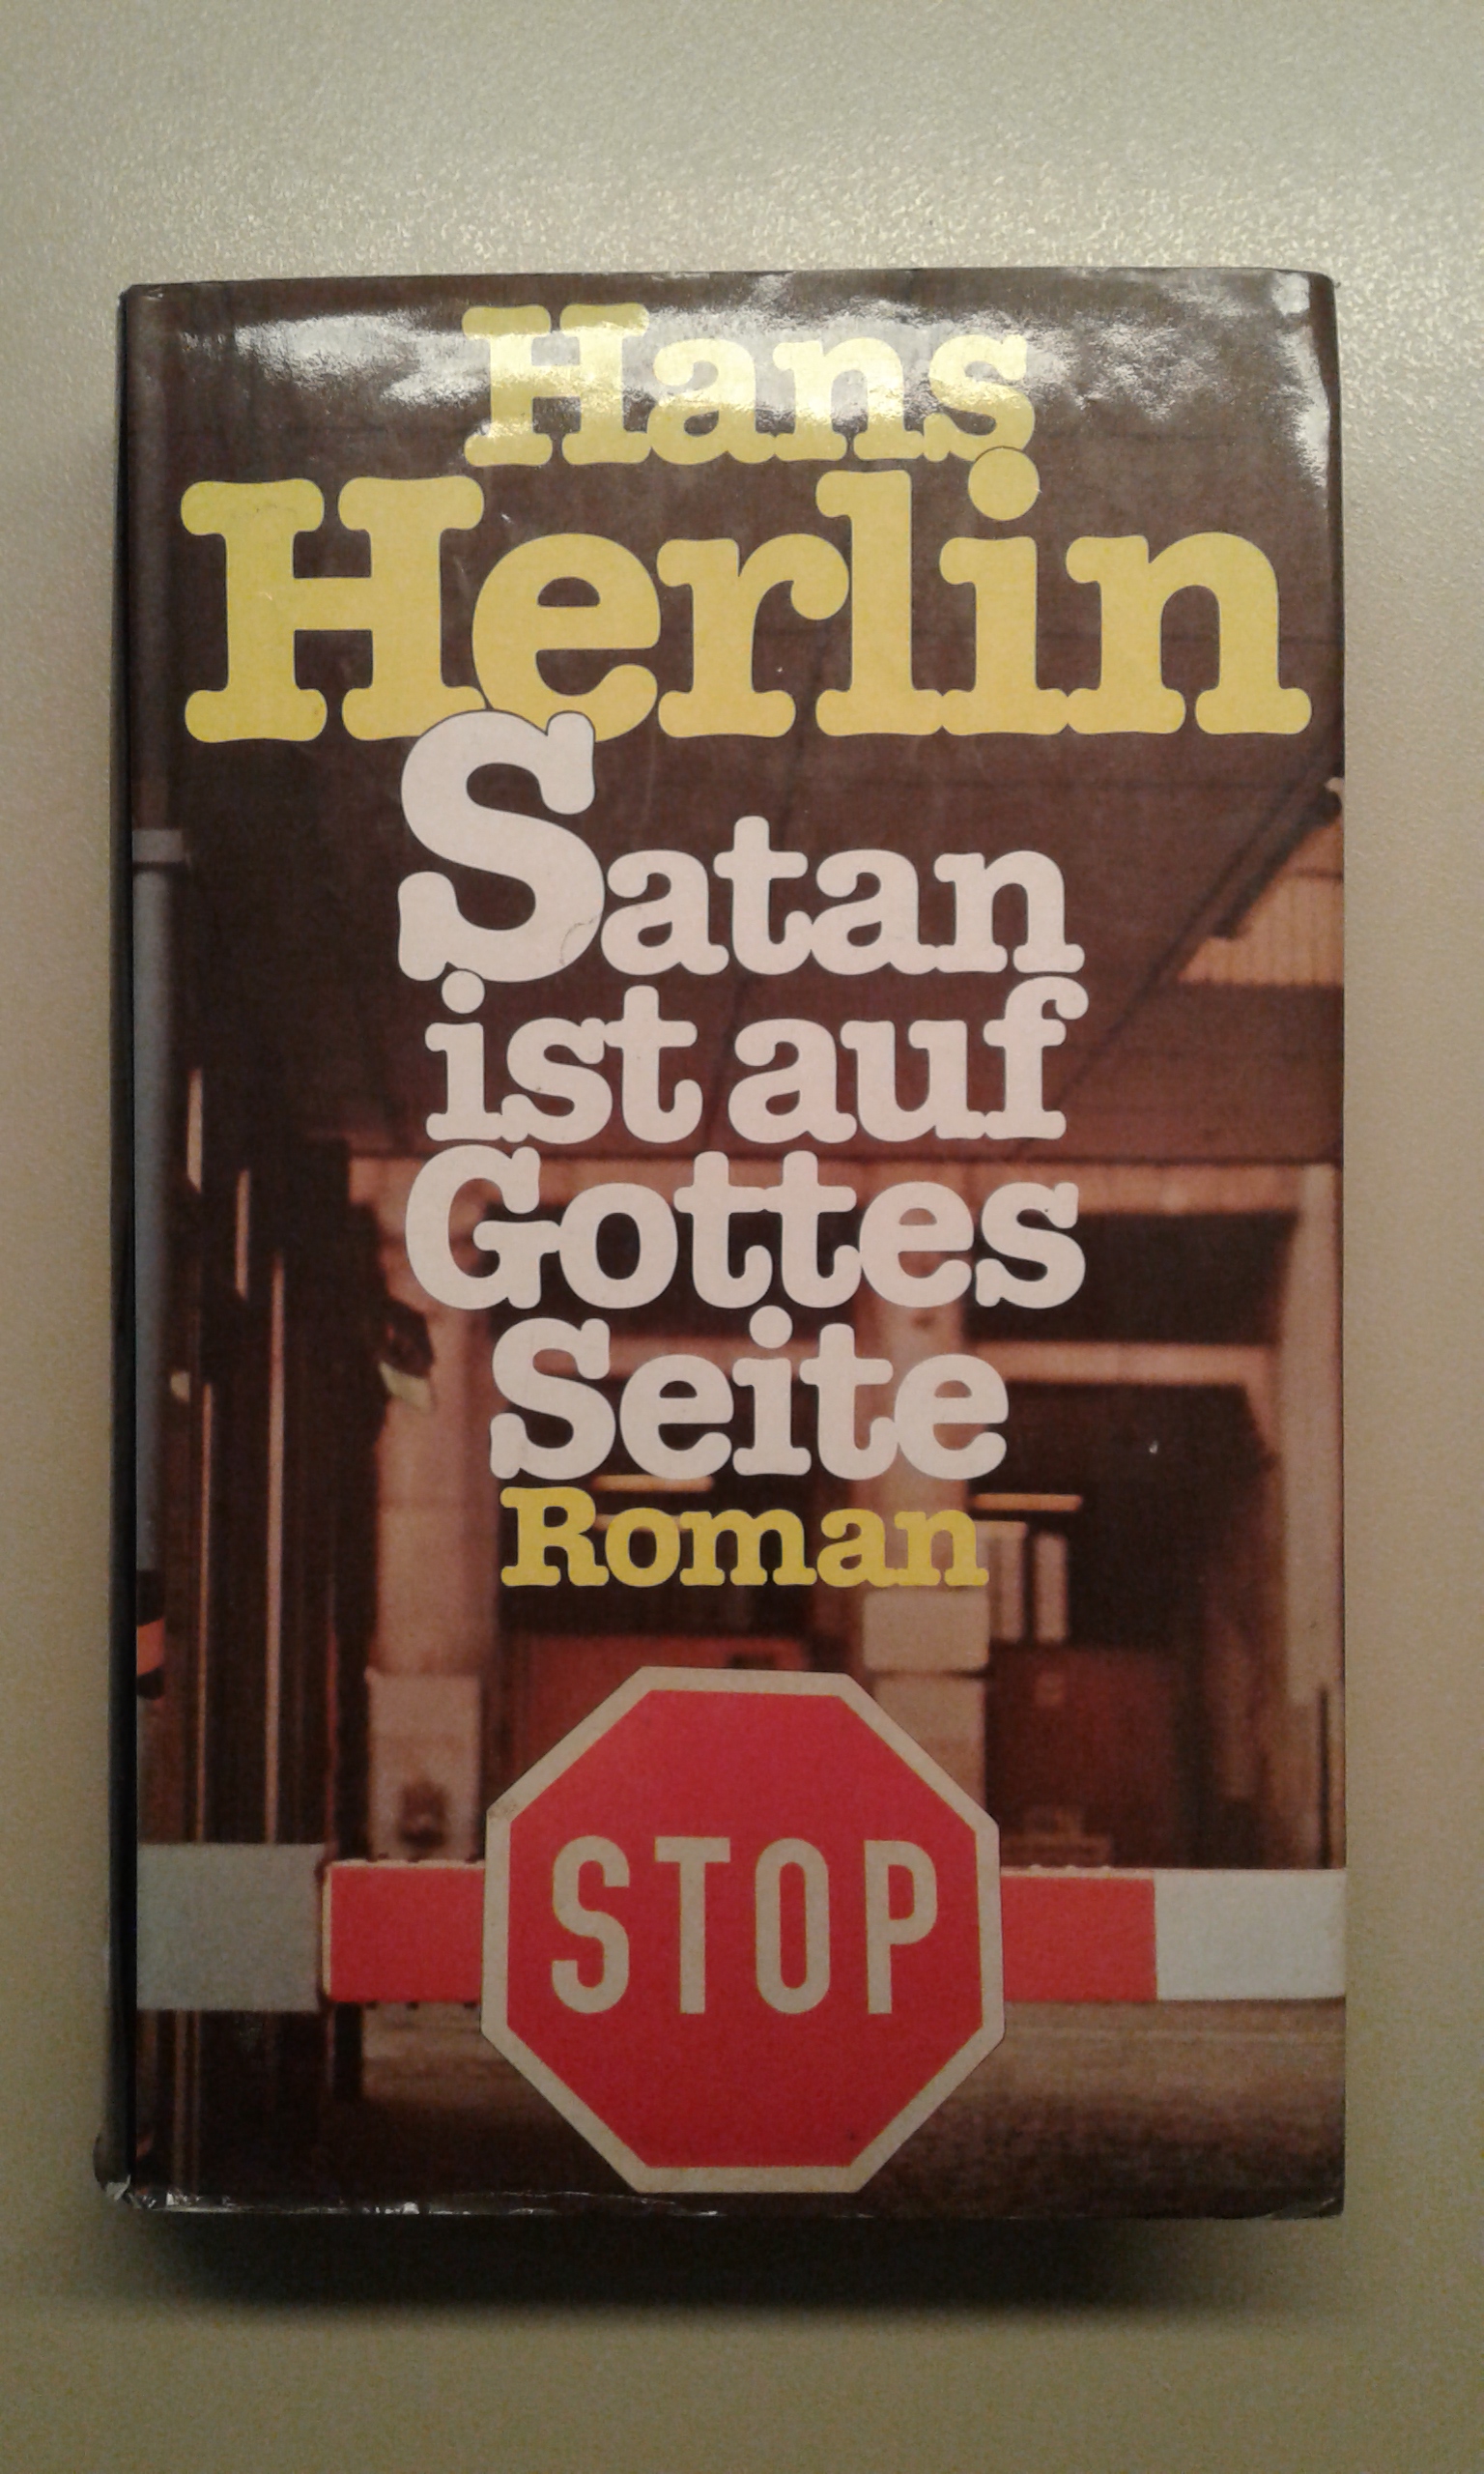 Hans
Herlin
Satan
ist auf
Gottes
Seite
Roman
STOP